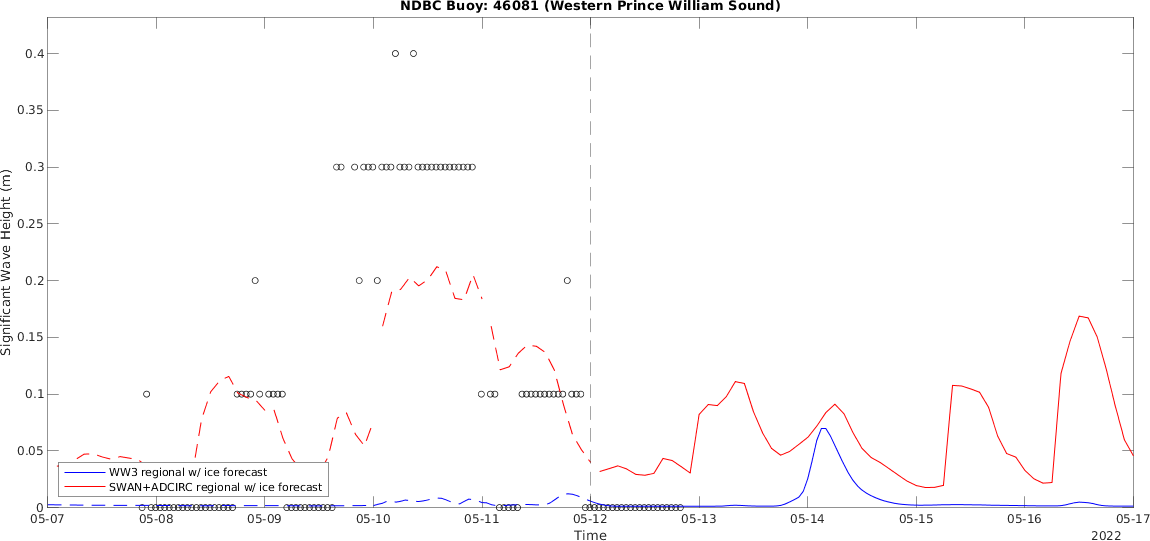 NDBC Buoy: 46081 (Western Prince William Sound)
Significant Wave Height (m)
0.4
0.35
0.3
0.25
0.2
0.15
0.1
0.05
0
WW3 regional w/ ice forecast
SWAN+ADCIRC regional w/ ice forecast
05-07 05-08 05-09 05-10 05-11 05-12 05-13 05-14 05-15 05-16 05-17
Time
2022